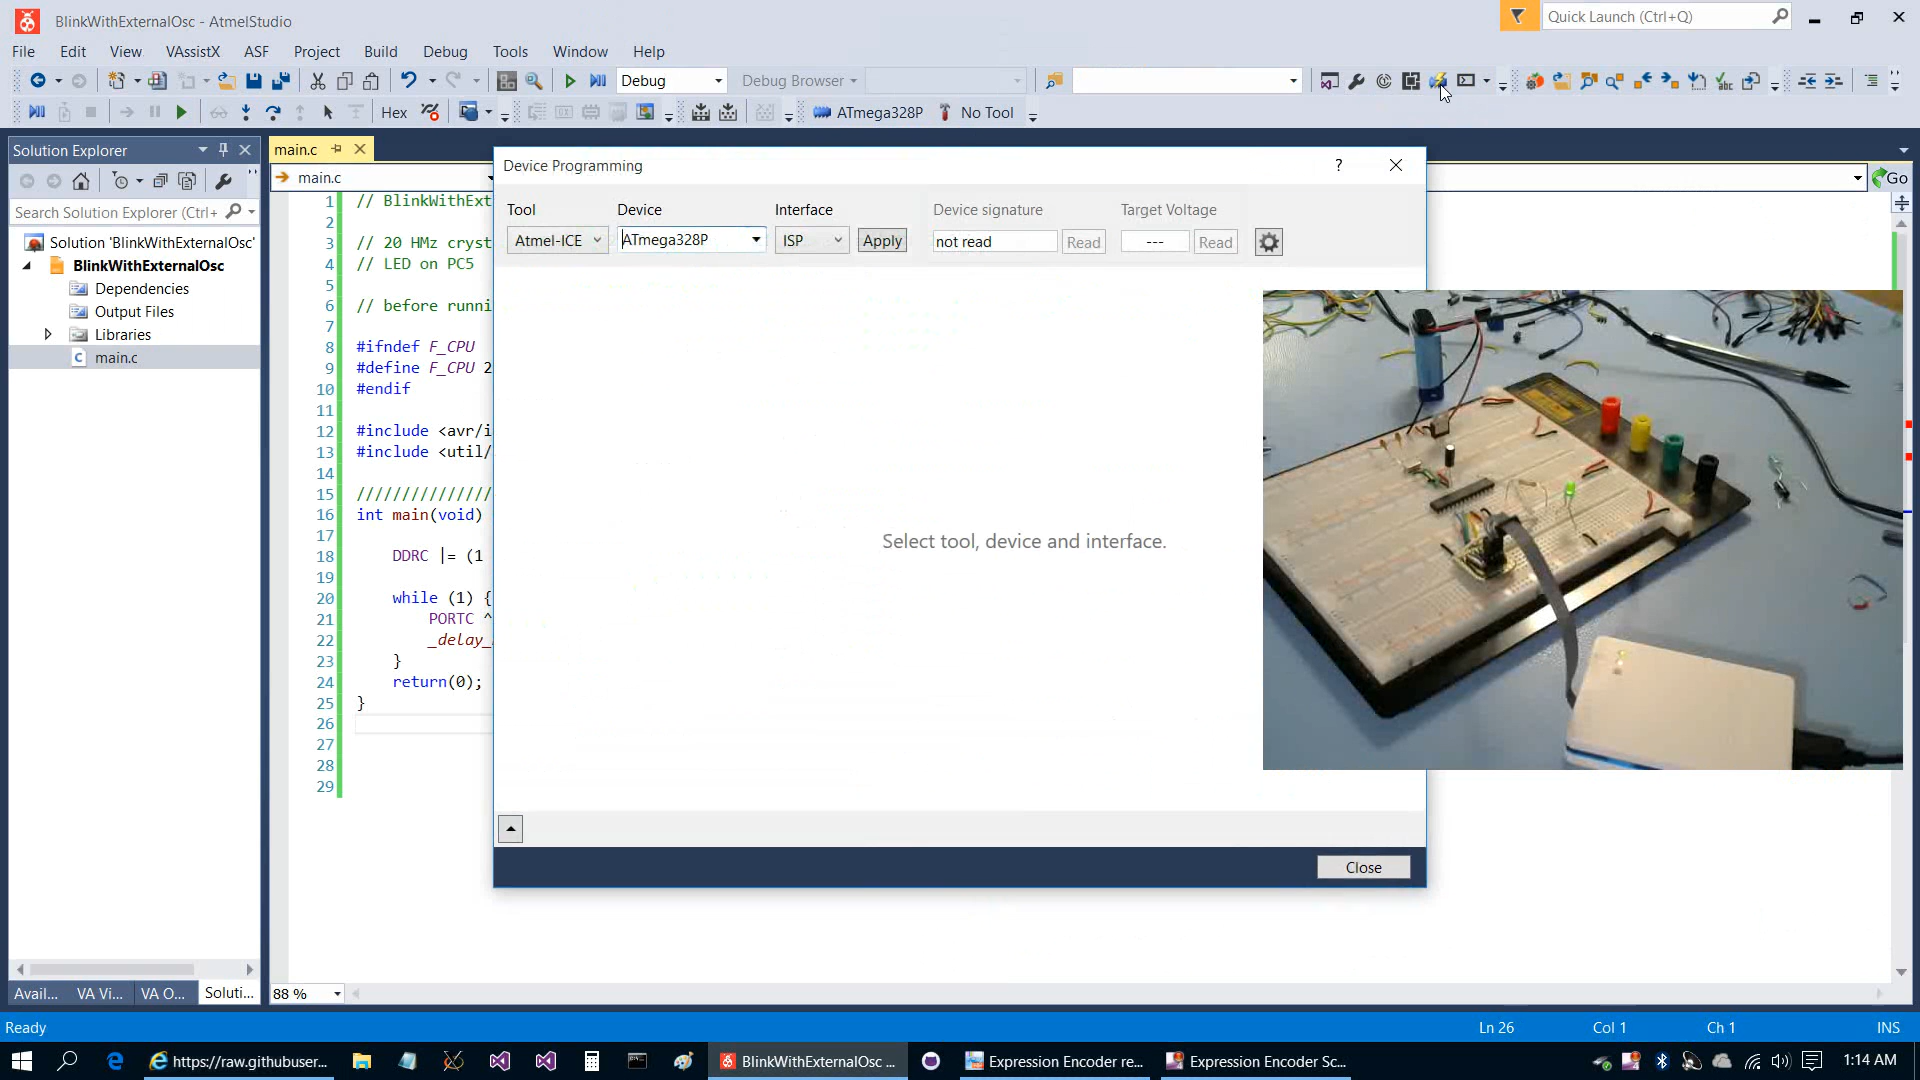 BlinkWithExternalOsc - AtmelStudio
Quick Launch (Ctrl+Q)
File Edit View VAssistX ASF Project Build Debug Tools Window Help
Debug
Debug Browser
Hex
ATmega328P
No Tool
Solution Explorer
Search Solution Explorer (Ctrl+
Solution 'BlinkWithExternalOsc'
BlinkWithExternalOsc
Dependencies
Output Files
Libraries
main.c
main.c
main.c
Go
1 // BlinkWithExt
2
3 // 20 HMz cryst
4 // LED on PC5
5
6 // before runni
7
8 #ifndef F_CPU
9 #define F_CPU 2
10 #endif
11
12 #include <avr/i
13 #include <util/
14
15 ///////////////
16 int main(void)
17
18 DDRC |= (1
19
20 while (1) {
21 PORTC ^
22 _delay_
23 }
24 return(0);
25 }
26
27
28
29
Device Programming
?
Tool Device Interface Device signature Target Voltage
Atmel-ICE ATmega328P ISP Apply not read Read --- Read
Select tool, device and interface.
Close
Avail... VA Vi... VA O... Soluti...
88 %
Ready
Ln 26 Col 1 Ch 1 INS
https://raw.githubuser...
BlinkWithExternalOsc ...
Expression Encoder re...
Expression Encoder Sc...
1:14 AM